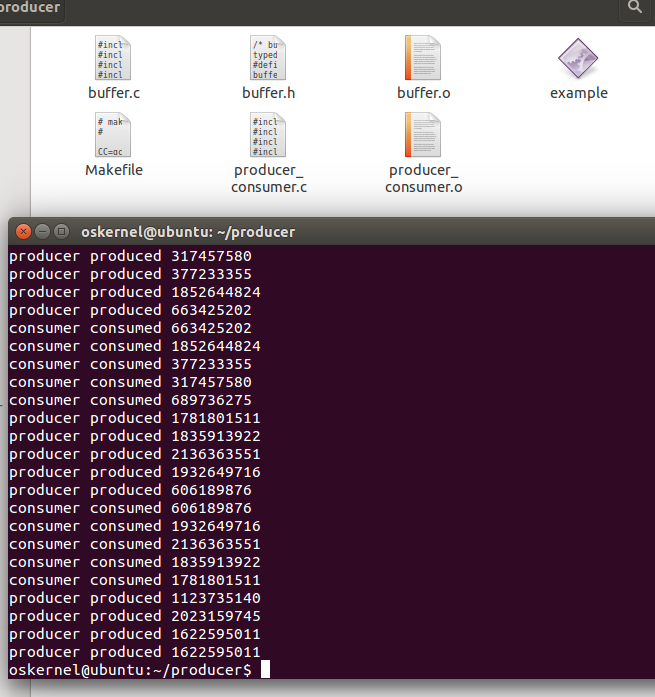 producer
#incl
#incl
#incl
#incl
/* bu
typed
#defi
buffe
buffer.c
buffer.h
buffer.o
example
# mak
#
CC=gc
#incl
#incl
#incl
#incl
Makefile
producer_
consumer.c
producer_
consumer.o
oskernel@ubuntu: ~/producer
producer produced 317457580
producer produced 377233355
producer produced 1852644824
producer produced 663425202
consumer consumed 663425202
consumer consumed 1852644824
consumer consumed 377233355
consumer consumed 317457580
consumer consumed 689736275
producer produced 1781801511
producer produced 1835913922
producer produced 2136363551
producer produced 1932649716
producer produced 606189876
consumer consumed 606189876
consumer consumed 1932649716
consumer consumed 2136363551
consumer consumed 1835913922
consumer consumed 1781801511
producer produced 1123735140
producer produced 2023159745
producer produced 1622595011
producer produced 1622595011
oskernel@ubuntu:~/producer$